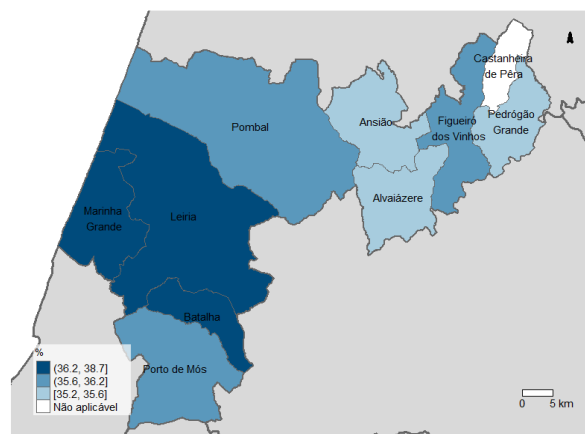 Castanheira
de Pêra
Pombal
Ansião
Figueiró
dos Vinhos
Pedrógão
Grande
Alvaiázere
Marinha
Grande
Leiria
Batalha
Porto de Mós
%
(36.2, 38.7]
(35.6, 36.2]
[35.2, 35.6]
Não aplicável
0 5 km